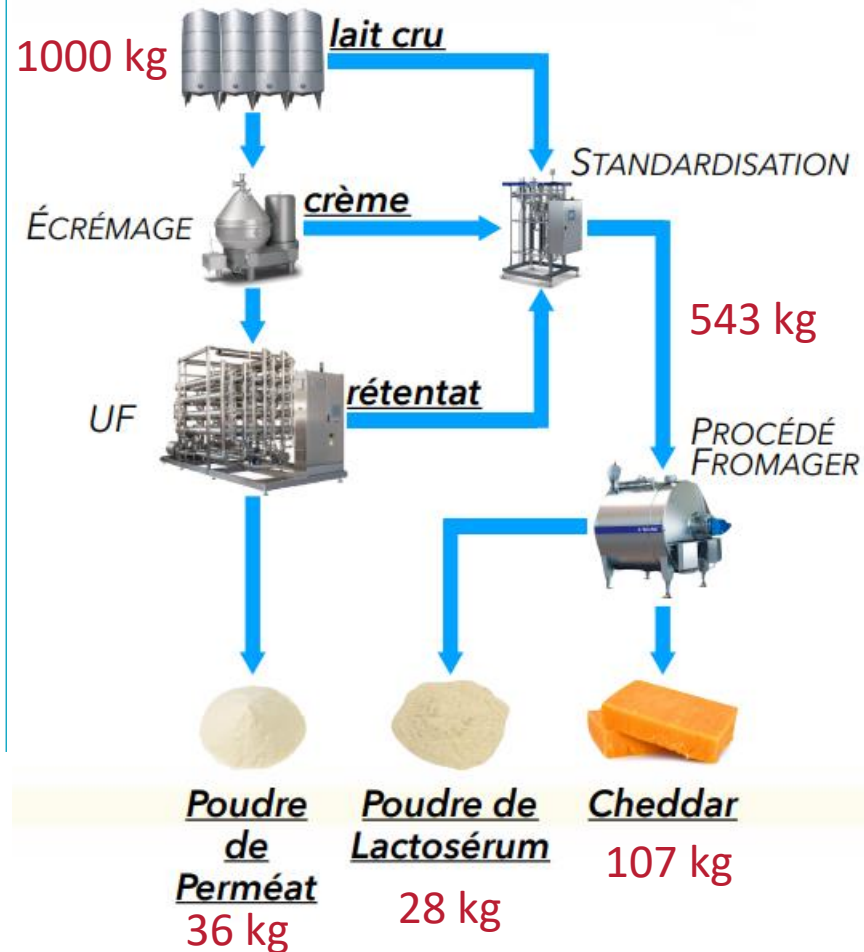 1000 kg
lait cru
STANDARDISATION
crème
ÉCRÉMAGE
543 kg
rétentat
UF
PROCÉDÉ
FROMAGER
Poudre
de
Perméat
36 kg
Poudre de
Lactosérum
28 kg
Cheddar
107 kg